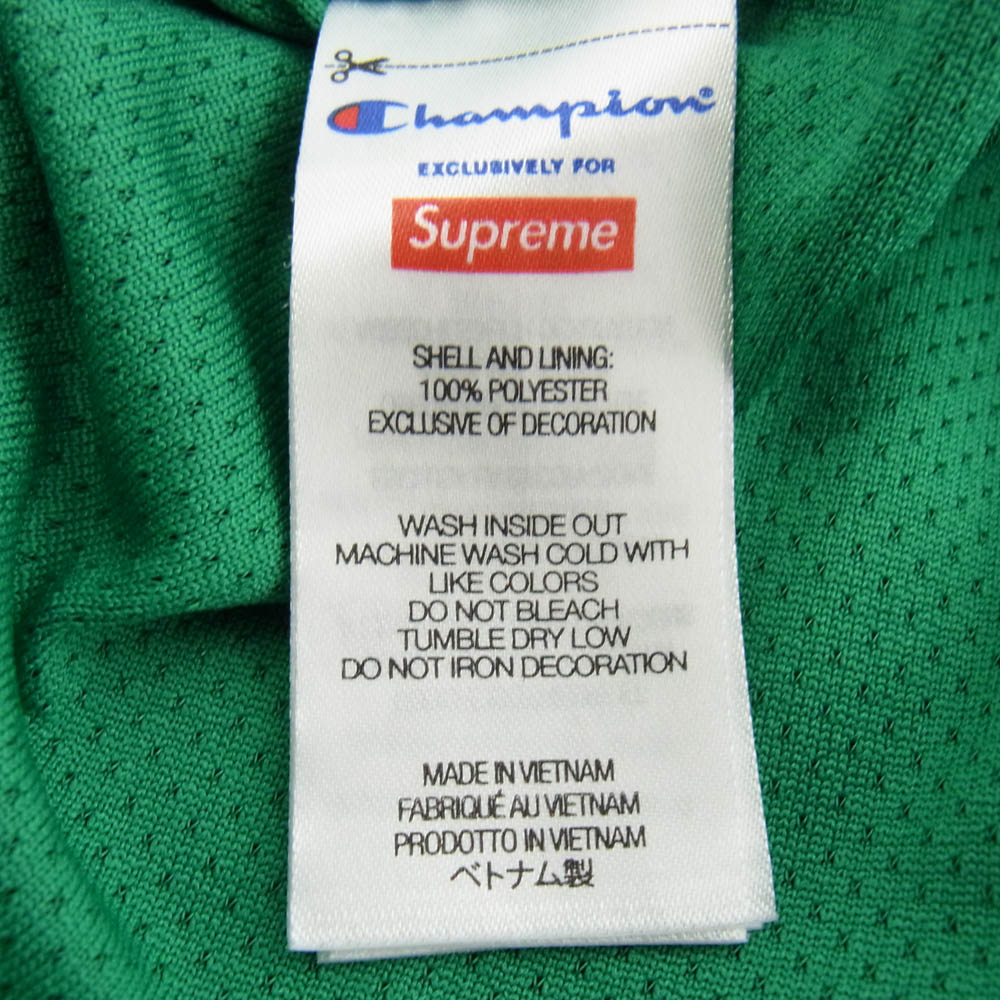 Champion
EXCLUSIVELY FOR
Supreme
SHELL AND LINING:
100% POLYESTER
EXCLUSIVE OF DECORATION
WASH INSIDE OUT
MACHINE WASH COLD WITH
LIKE COLORS
DO NOT BLEACH
TUMBLE DRY LOW
DO NOT IRON DECORATION
MADE IN VIETNAM
FABRIQUÉ AU VIETNAM
PRODOTTO IN VIETNAM
ベトナム製